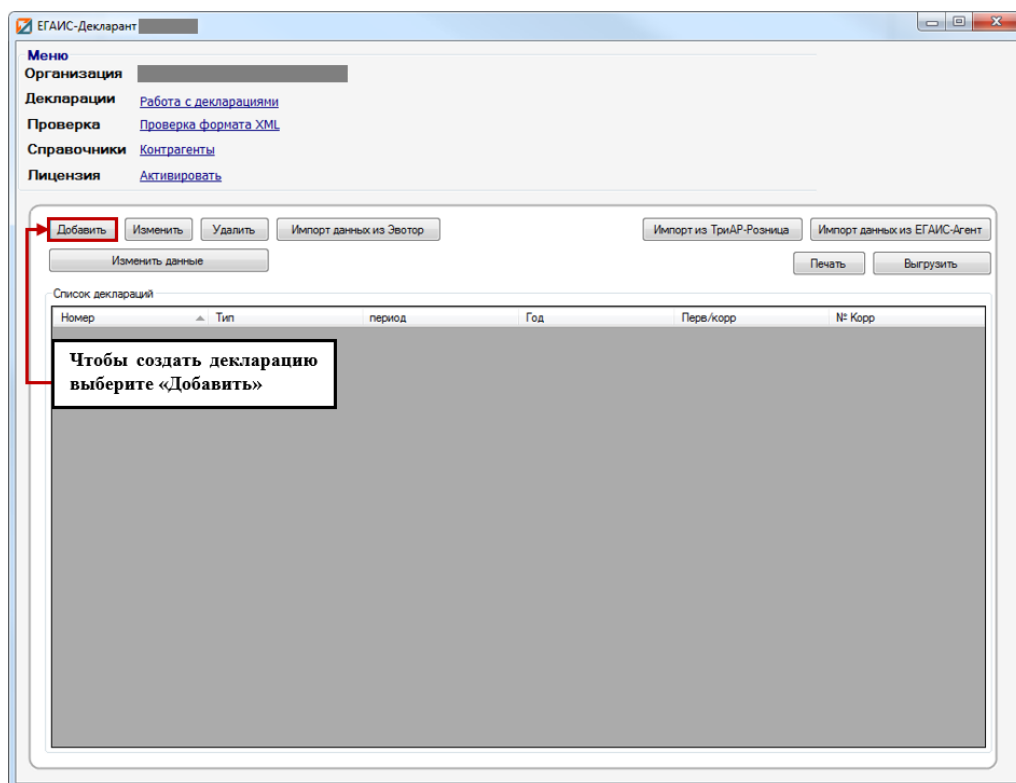 ЕГАИС-Декларант
Меню
Организация
Декларации Работа с декларациями
Проверка Проверка формата XML
Справочники Контрагенты
Лицензия Активировать
Добавить Изменить Удалить Импорт данных из Эвотор Импорт из ТриАР-Розница Импорт данных из ЕГАИС-Агент
Изменить данные Печать Выгрузить
Список деклараций
Номер Тип период Год Перв/корр № Корр
Чтобы создать декларацию
выберите «Добавить»